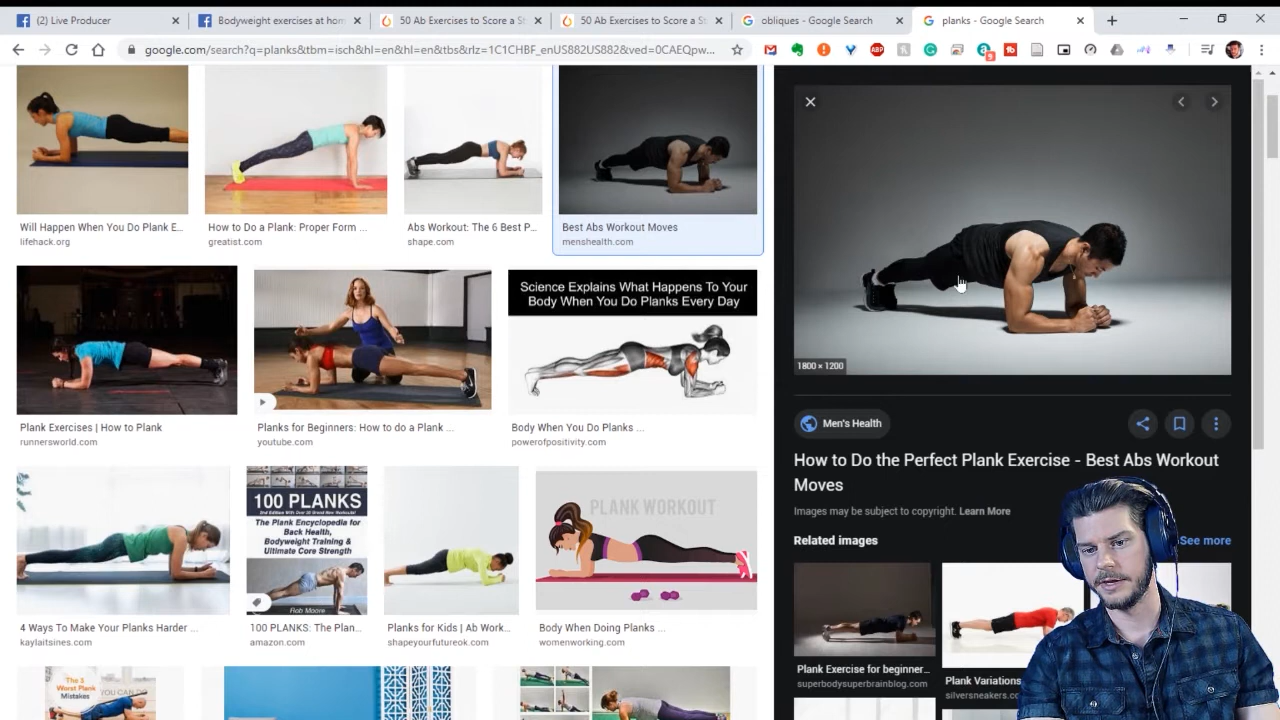 (2) Live Producer
Bodyweight exercises at hom
50 Ab Exercises to Score a St
50 Ab Exercises to Score a St
obliques - Google Search
planks - Google Search
google.com/search?q=planks&tbm=isch&hl=en&hl=en&tbs&rlz=1C1CHBF_enUS882US882&ved=0CAEQpw...
ABP
Will Happen When You Do Plank E...
lifehack.org
How to Do a Plank: Proper Form ...
greatist.com
Abs Workout: The 6 Best P...
shape.com
Best Abs Workout Moves
menshealth.com
Plank Exercises | How to Plank
runnersworld.com
Planks for Beginners: How to do a Plank ...
youtube.com
Science Explains What Happens To Your
Body When You Do Planks Every Day
Body When You Do Planks ...
powerofpositivity.com
4 Ways To Make Your Planks Harder ...
kaylaitsines.com
100 PLANKS
The Plank Encyclopedia for
Back Health,
Bodyweight Training &
Ultimate Core Strength
Rob Moore
100 PLANKS: The Plan...
amazon.com
Planks for Kids | Ab Work...
shapeyourfutureok.com
PLANK WORKOUT
Body When Doing Planks ...
womenworking.com
The 3
Worst Plank
Mistakes
YOU CAN
1800 × 1200
Men's Health
How to Do the Perfect Plank Exercise - Best Abs Workout
Moves
Images may be subject to copyright. Learn More
Related images
See more
Plank Exercise for beginner...
superbodysuperbrainblog.com
Plank Variations
silversneakers.co